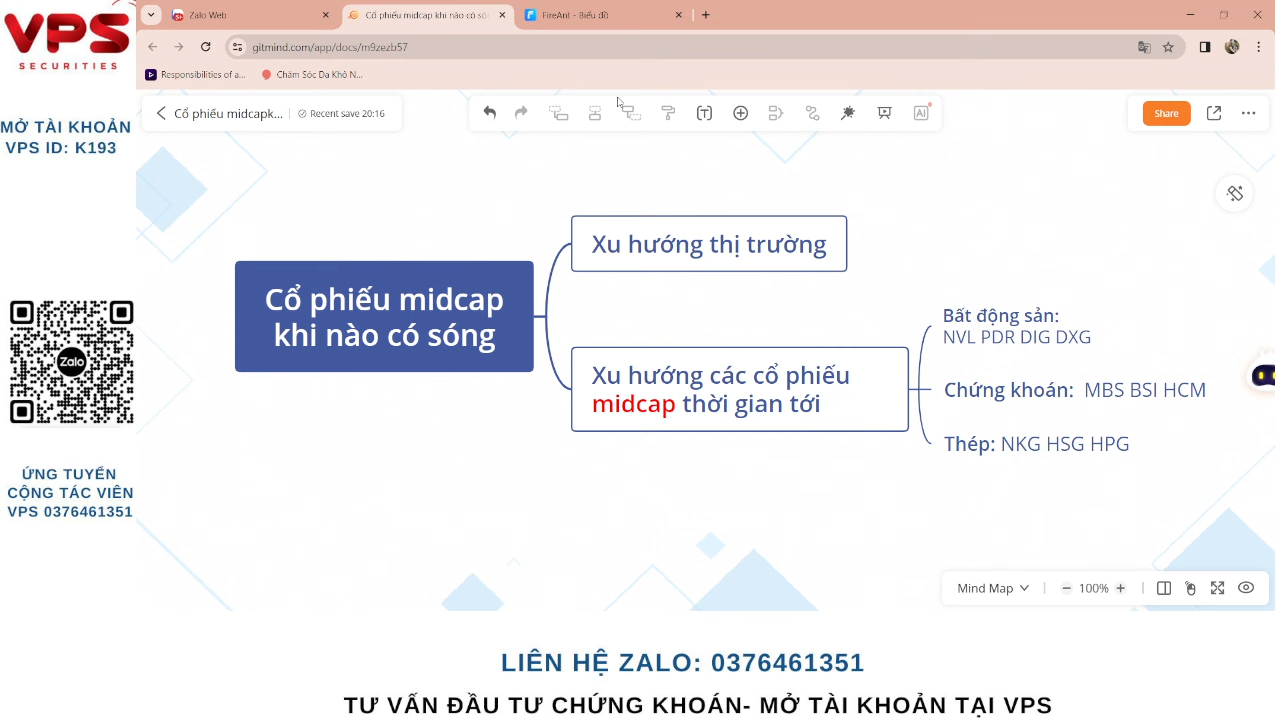 VPS
SECURITIES
MỞ TÀI KHOẢN
VPS ID: K193
Zalo
ỨNG TUYỂN
CỘNG TÁC VIÊN
VPS 0376461351
Zalo Web
Cổ phiếu midcap khi nào có só
FireAnt - Biểu đồ
gitmind.com/app/docs/m9zezb57
Responsibilities of a...
Chăm Sóc Da Khô N...
Cổ phiếu midcapk...
Recent save 20:16
T
AI
Share
Xu hướng thị trường
Cổ phiếu midcap
khi nào có sóng
Xu hướng các cổ phiếu
midcap thời gian tới
Bất động sản:
NVL PDR DIG DXG
Chứng khoán: MBS BSI HCM
Thép: NKG HSG HPG
Mind Map
100%
LIÊN HỆ ZALO: 0376461351
TƯ VẤN ĐẦU TƯ CHỨNG KHOÁN- MỞ TÀI KHOẢN TẠI VPS